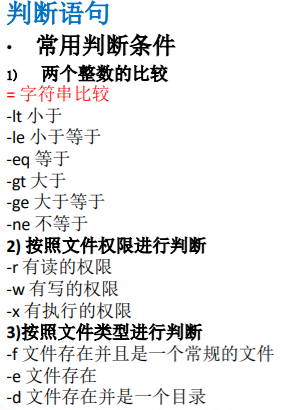 判断语句
• 常用判断条件
1) 两个整数的比较
= 字符串比较
-lt 小于
-le 小于等于
-eq 等于
-gt 大于
-ge 大于等于
-ne 不等于
2) 按照文件权限进行判断
-r 有读的权限
-w 有写的权限
-x 有执行的权限
3)按照文件类型进行判断
-f 文件存在并且是一个常规的文件
-e 文件存在
-d 文件存在并是一个目录